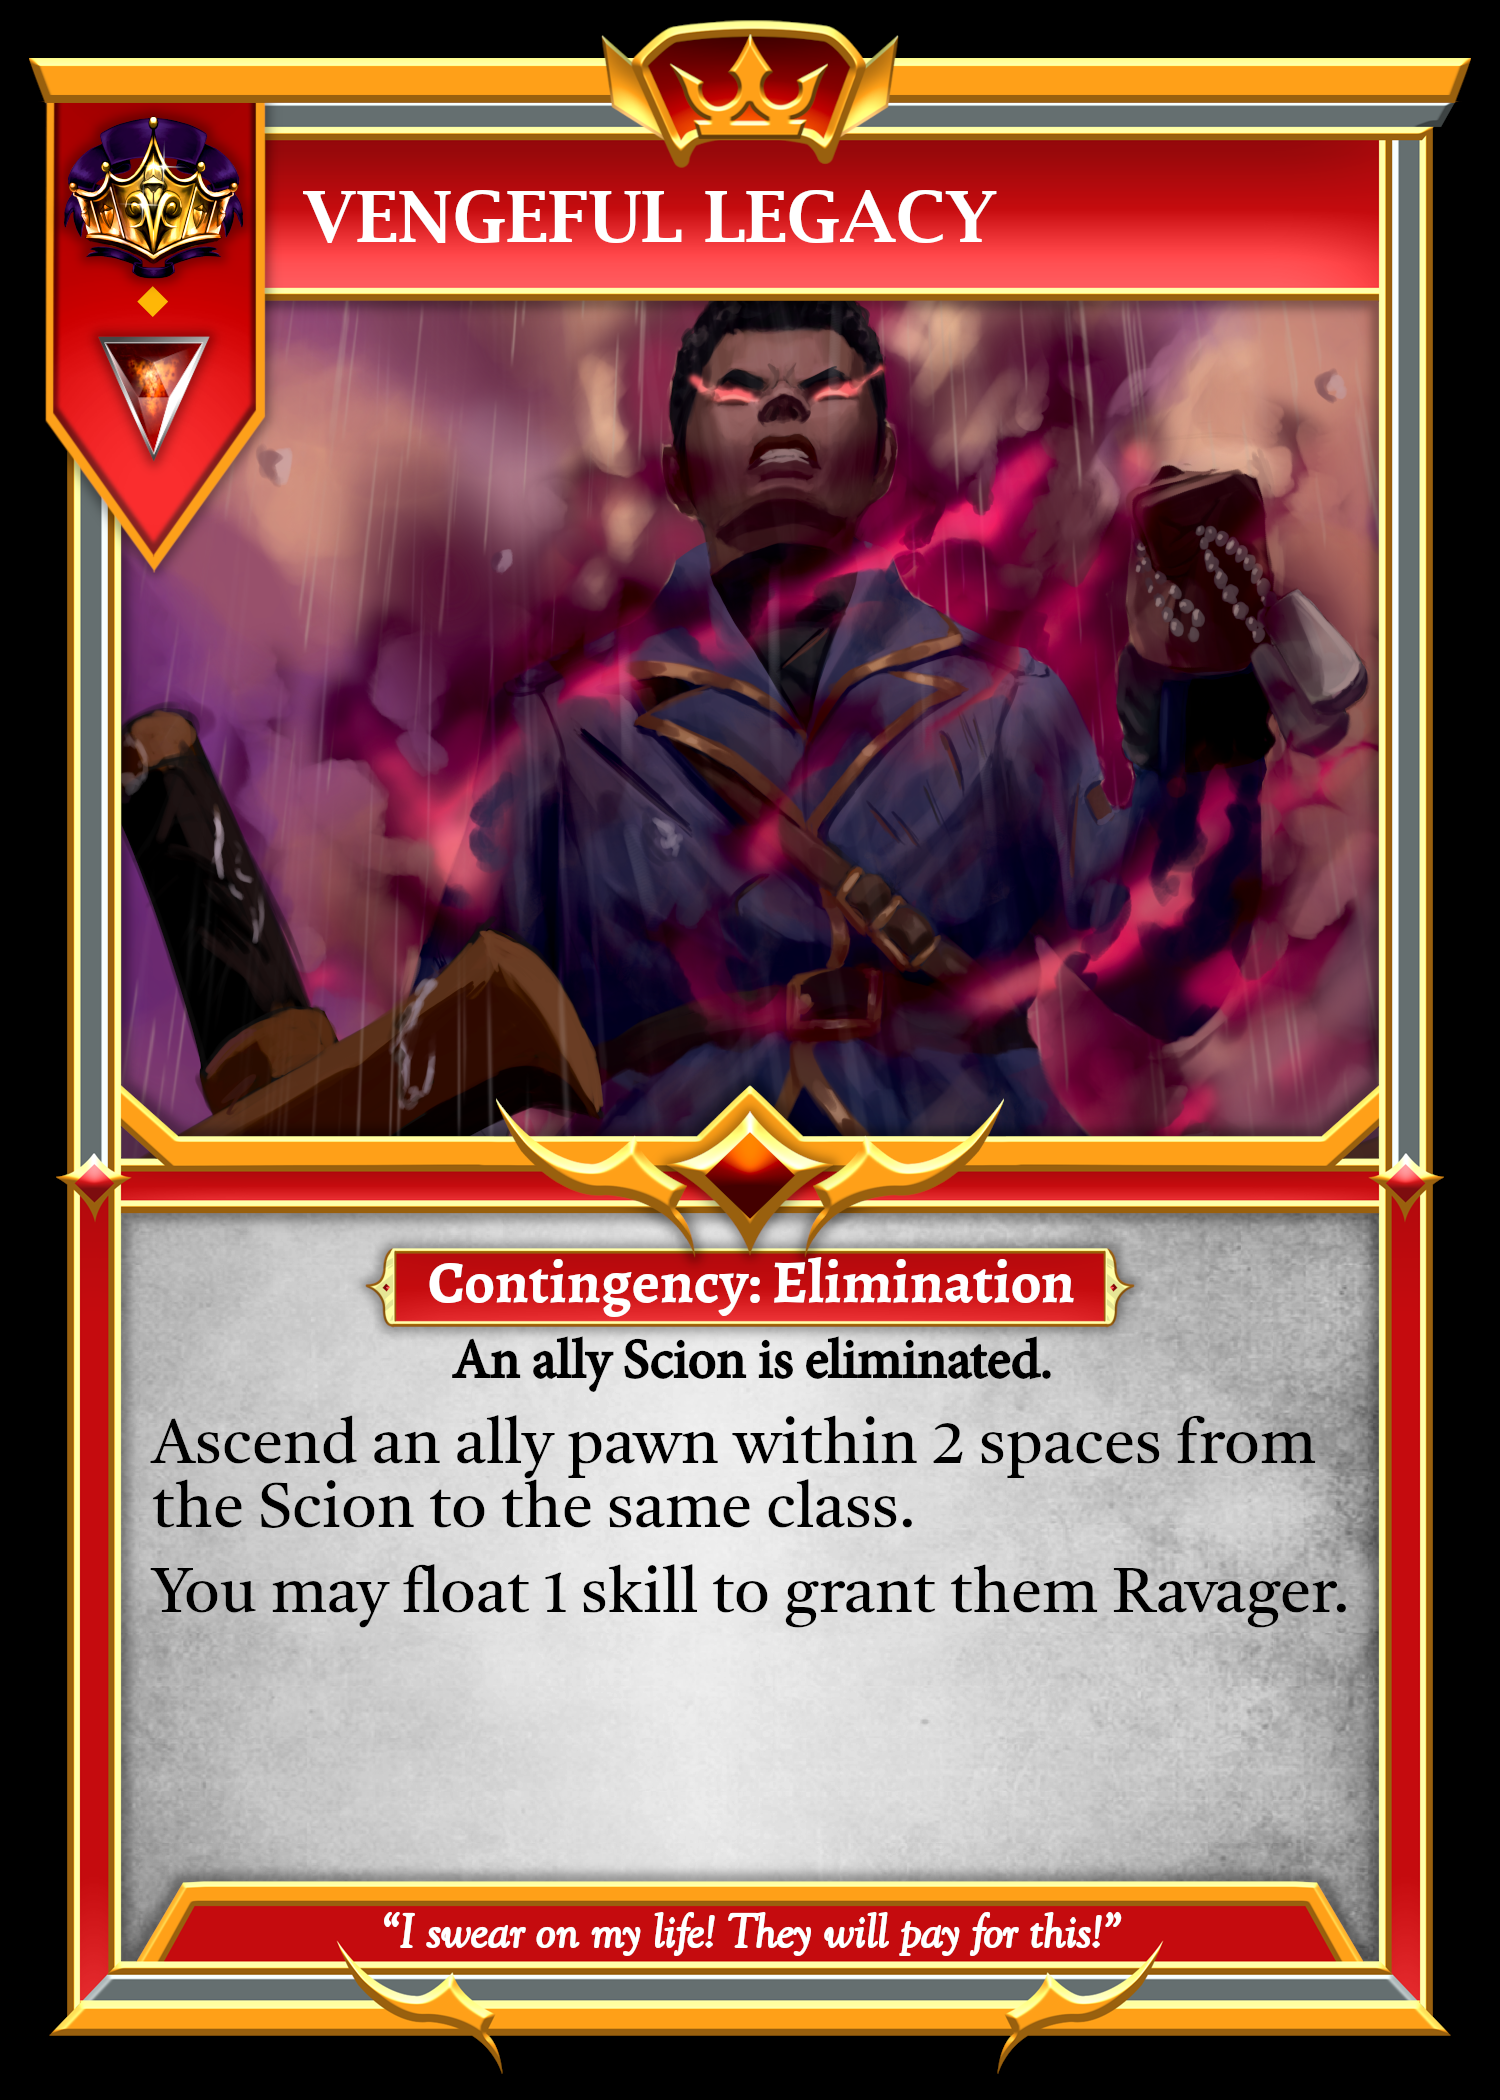 VENGEFUL LEGACY
Contingency: Elimination
An ally Scion is eliminated.
Ascend an ally pawn within 2 spaces from
the Scion to the same class.
You may float 1 skill to grant them Ravager.
“I swear on my life! They will pay for this!”